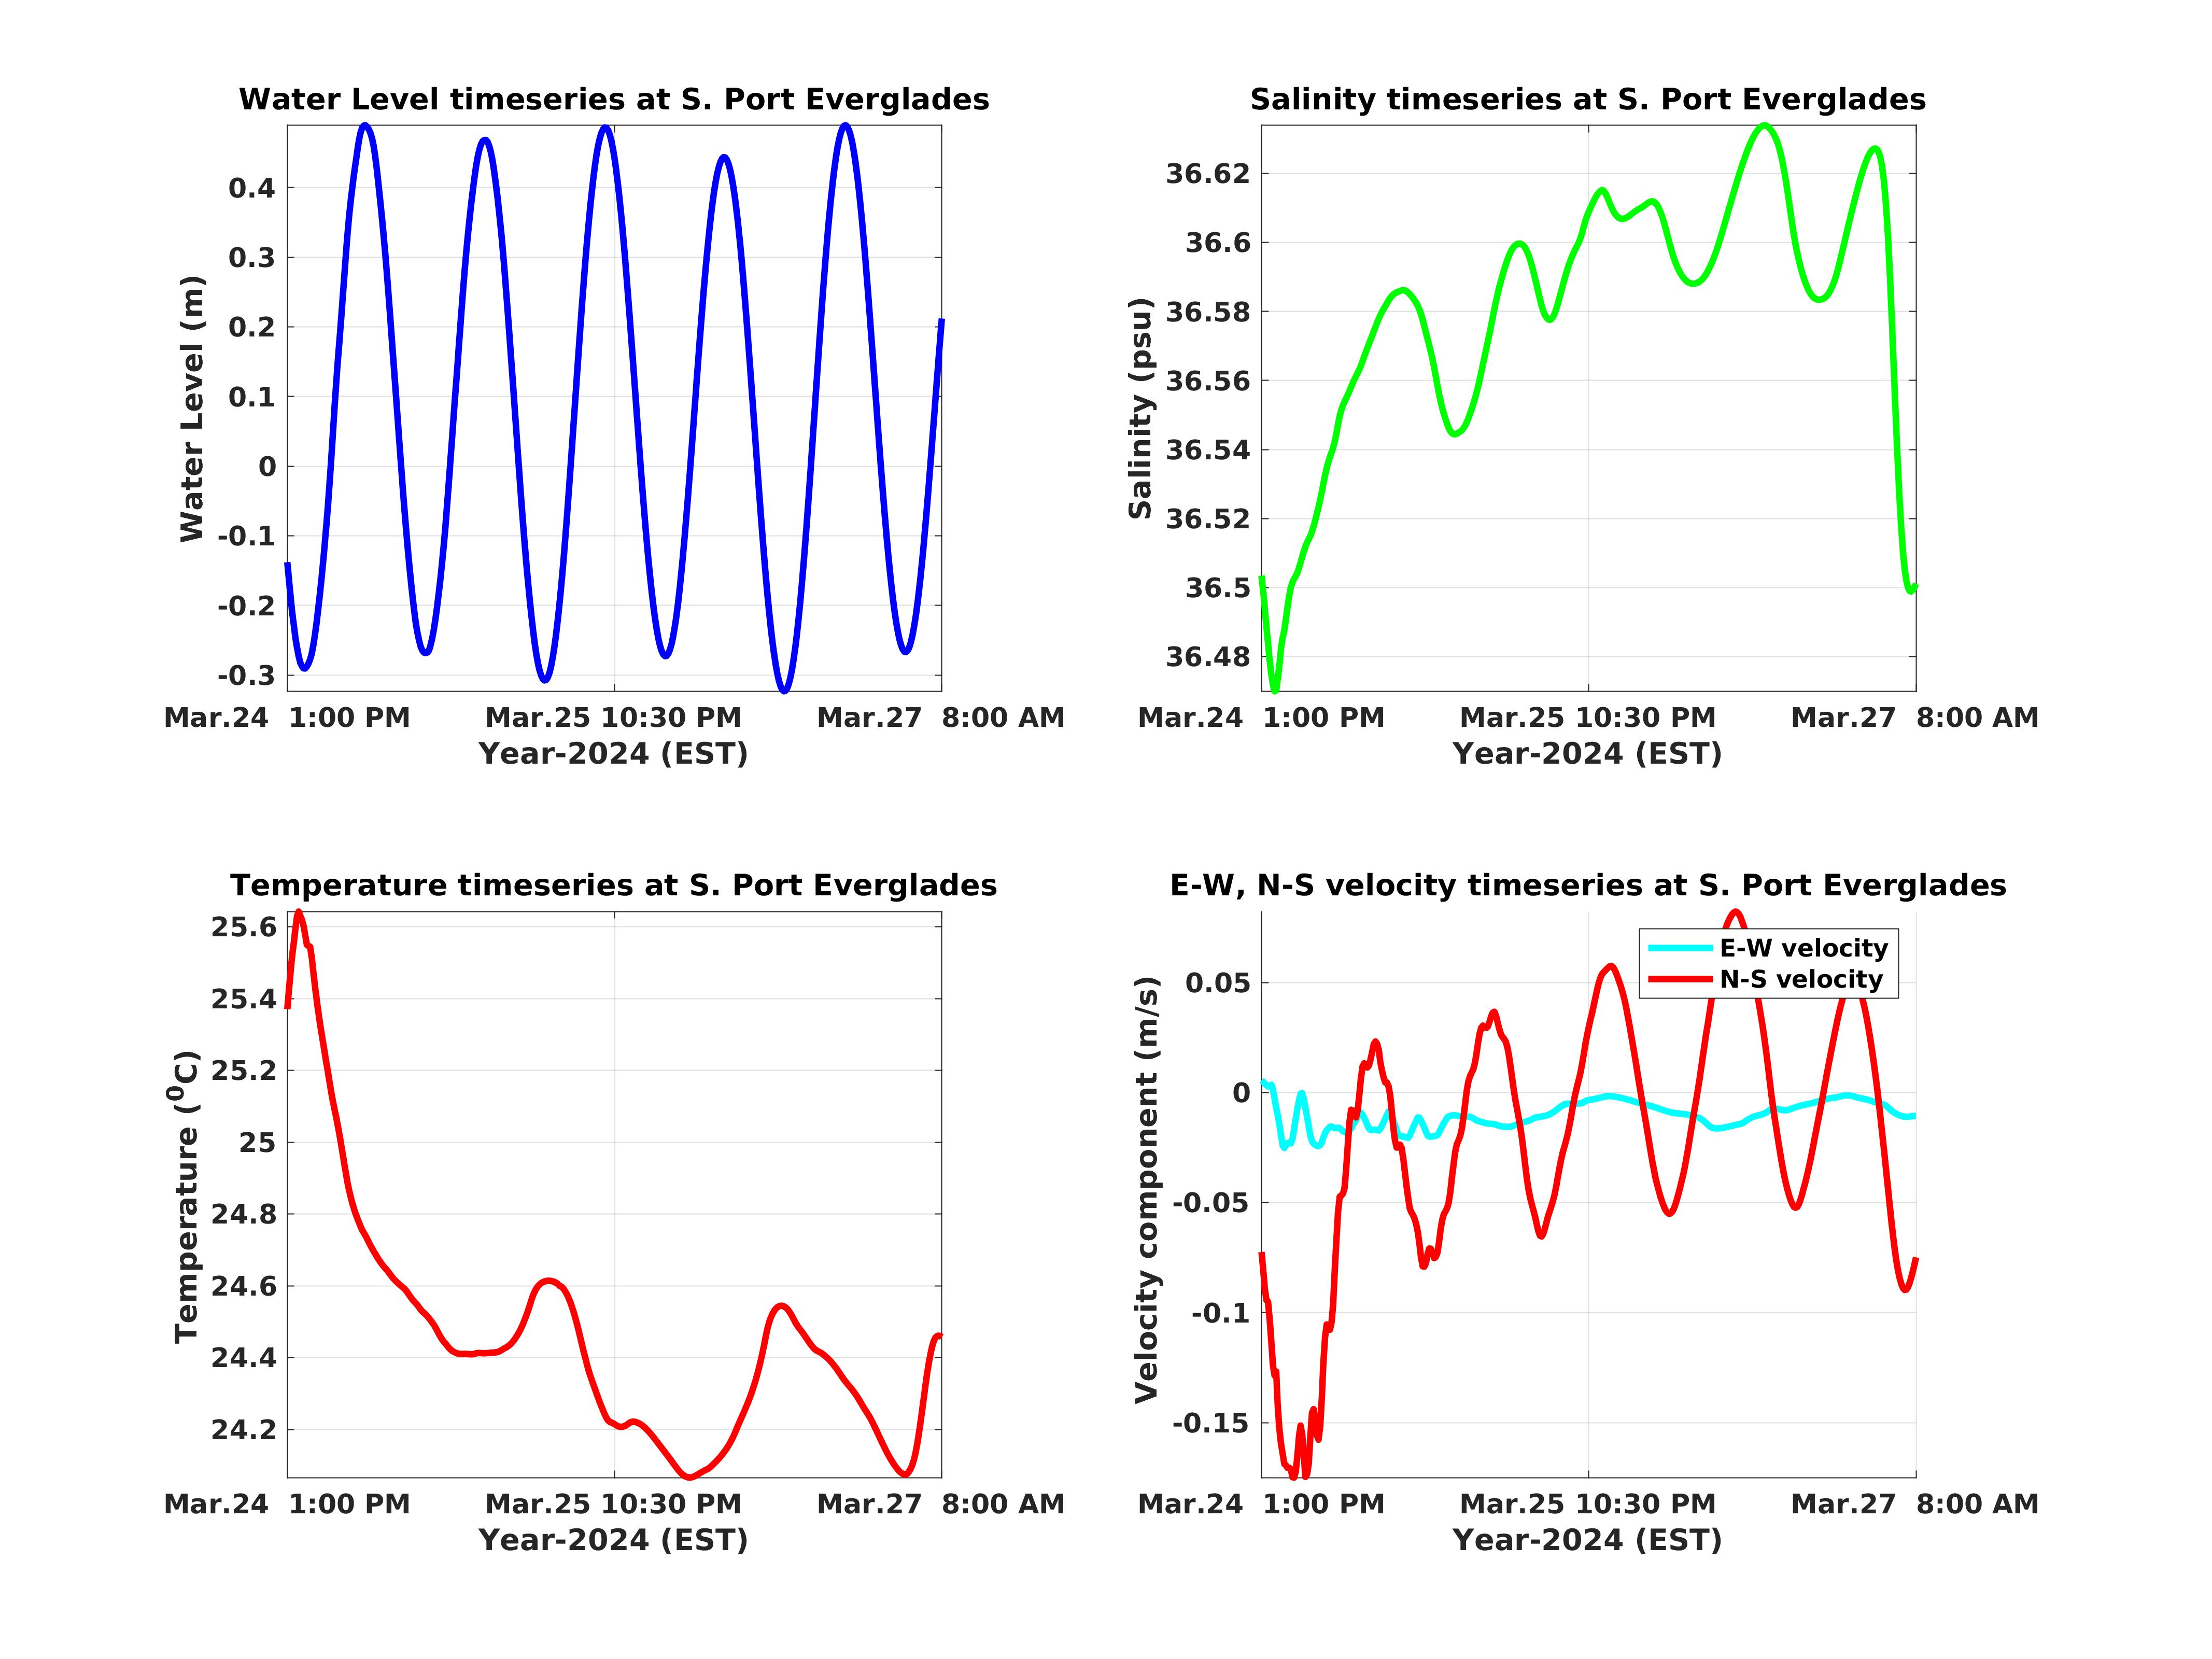 Water Level timeseries at S. Port Everglades
Water Level (m)
0.4
0.3
0.2
0.1
0
-0.1
-0.2
-0.3
Mar.24 1:00 PM
Mar.25 10:30 PM
Mar.27 8:00 AM
Year-2024 (EST)
Salinity timeseries at S. Port Everglades
Salinity (psu)
36.62
36.6
36.58
36.56
36.54
36.52
36.5
36.48
Mar.24 1:00 PM
Mar.25 10:30 PM
Mar.27 8:00 AM
Year-2024 (EST)
Temperature timeseries at S. Port Everglades
Temperature (⁰C)
25.6
25.4
25.2
25
24.8
24.6
24.4
24.2
Mar.24 1:00 PM
Mar.25 10:30 PM
Mar.27 8:00 AM
Year-2024 (EST)
E-W, N-S velocity timeseries at S. Port Everglades
Velocity component (m/s)
E-W velocity
N-S velocity
0.05
0
-0.05
-0.1
-0.15
Mar.24 1:00 PM
Mar.25 10:30 PM
Mar.27 8:00 AM
Year-2024 (EST)